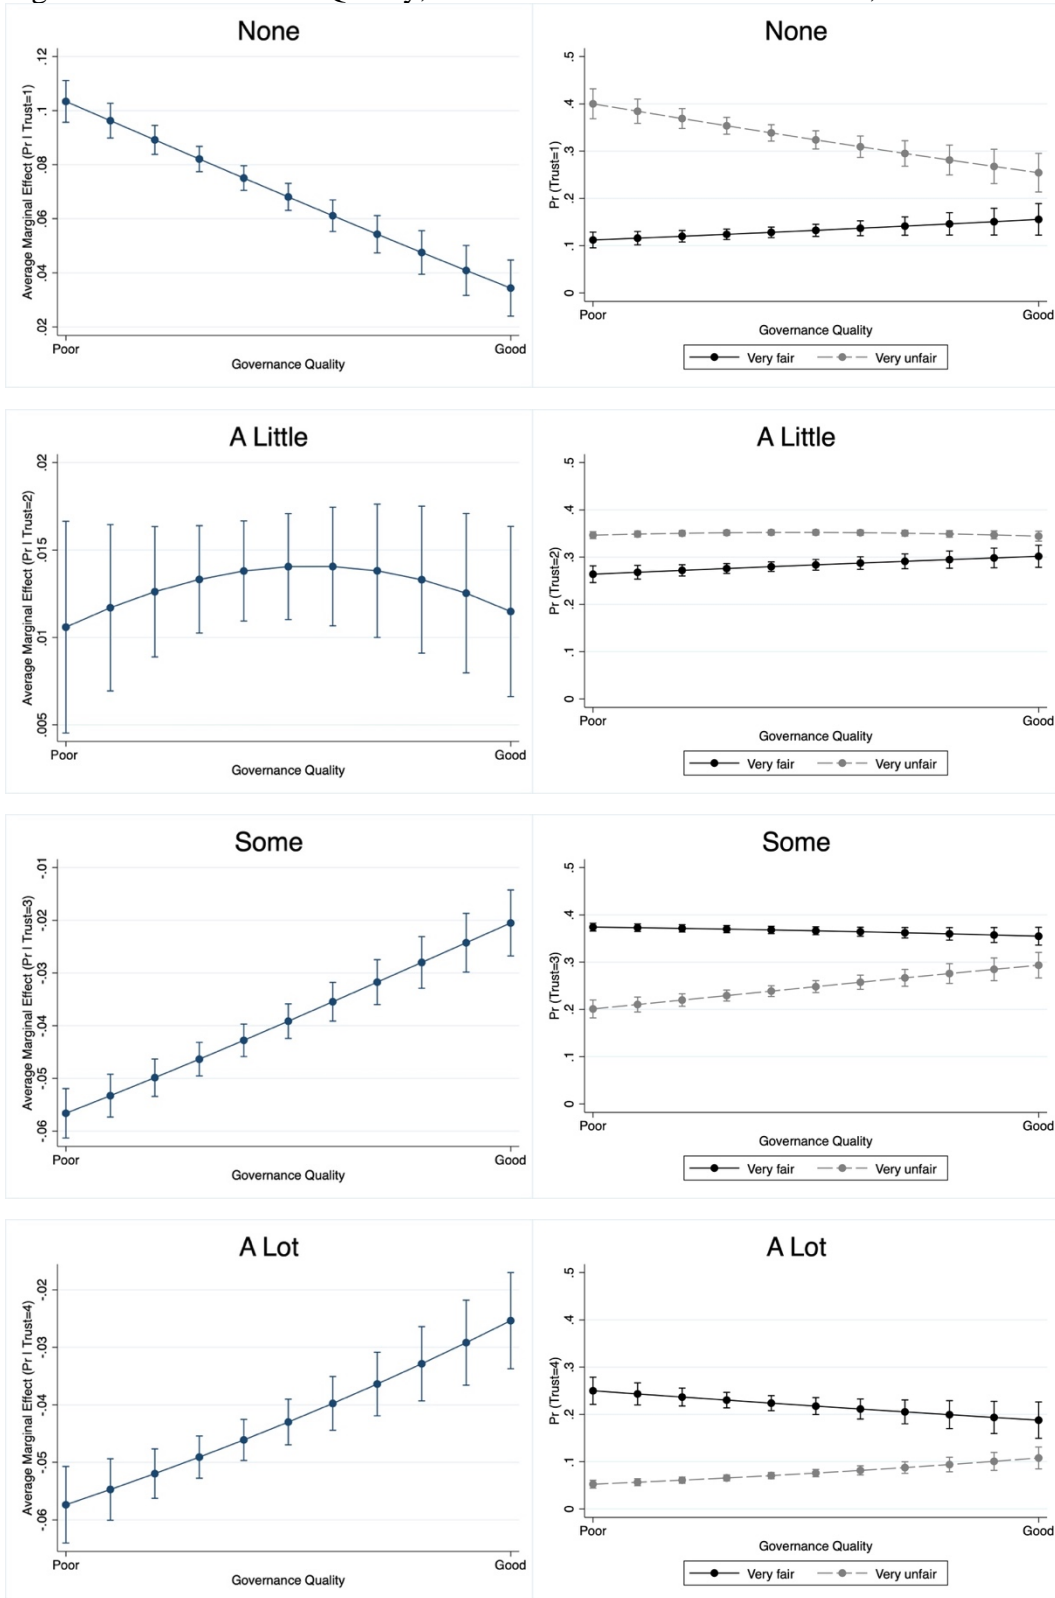 None
Average Marginal Effect (Pr | Trust=1)
.12
.1
.08
.06
.04
.02
Poor
Good
Governance Quality
None
Pr (Trust=1)
.5
.4
.3
.2
.1
0
Poor
Good
Governance Quality
Very fair
Very unfair
A Little
Average Marginal Effect (Pr | Trust=2)
.02
.015
.010
.005
Poor
Good
Governance Quality
A Little
Pr (Trust=2)
.5
.4
.3
.2
.1
0
Poor
Good
Governance Quality
Very fair
Very unfair
Some
Average Marginal Effect (Pr | Trust=3)
-.01
-.02
-.03
-.04
-.05
-.06
Poor
Good
Governance Quality
Some
Pr (Trust=3)
.5
.4
.3
.2
.1
0
Poor
Good
Governance Quality
Very fair
Very unfair
A Lot
Average Marginal Effect (Pr | Trust=4)
-.02
-.03
-.04
-.05
-.06
Poor
Good
Governance Quality
A Lot
Pr (Trust=4)
.5
.4
.3
.2
.1
0
Poor
Good
Governance Quality
Very fair
Very unfair